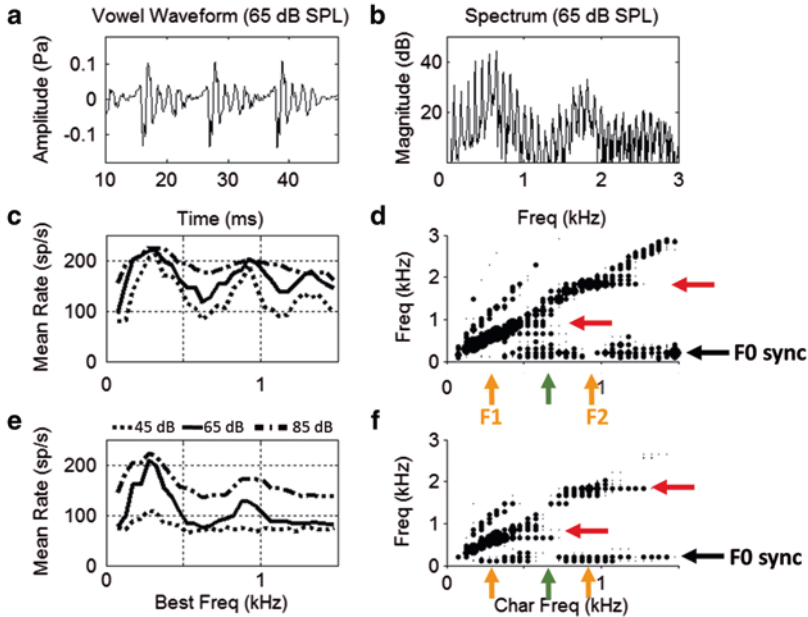 a Vowel Waveform (65 dB SPL)
Amplitude (Pa)
0.1
0
-0.1
10 20 30 40
Time (ms)
b Spectrum (65 dB SPL)
Magnitude (dB)
40
20
0 1 2 3
Freq (kHz)
c
Mean Rate (sp/s)
200
100
0
0 1
d
Freq (kHz)
3
2
1
0
0 1
F0 sync
F1 F2
e
45 dB 65 dB 85 dB
Mean Rate (sp/s)
200
100
0
0 1
Best Freq (kHz)
f
Freq (kHz)
3
2
1
0
0 1
F0 sync
Char Freq (kHz)